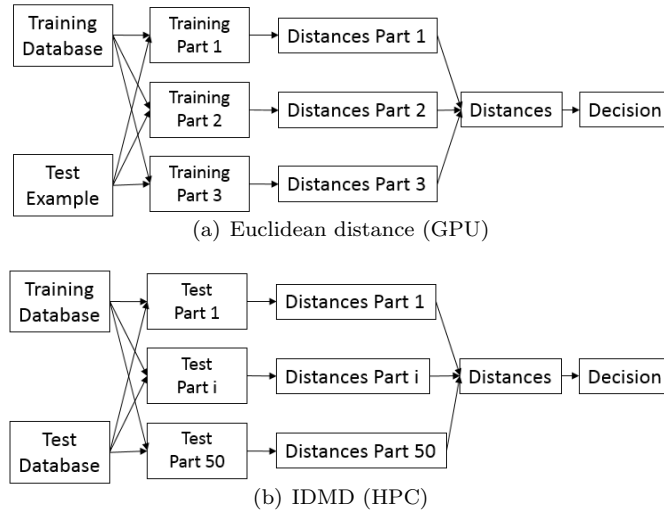 Training
Database
Test
Example
Training
Part 1
Training
Part 2
Training
Part 3
Distances Part 1
Distances Part 2
Distances Part 3
Distances
Decision
(a) Euclidean distance (GPU)
Training
Database
Test
Database
Test
Part 1
Test
Part i
Test
Part 50
Distances Part 1
Distances Part i
Distances Part 50
Distances
Decision
(b) IDMD (HPC)